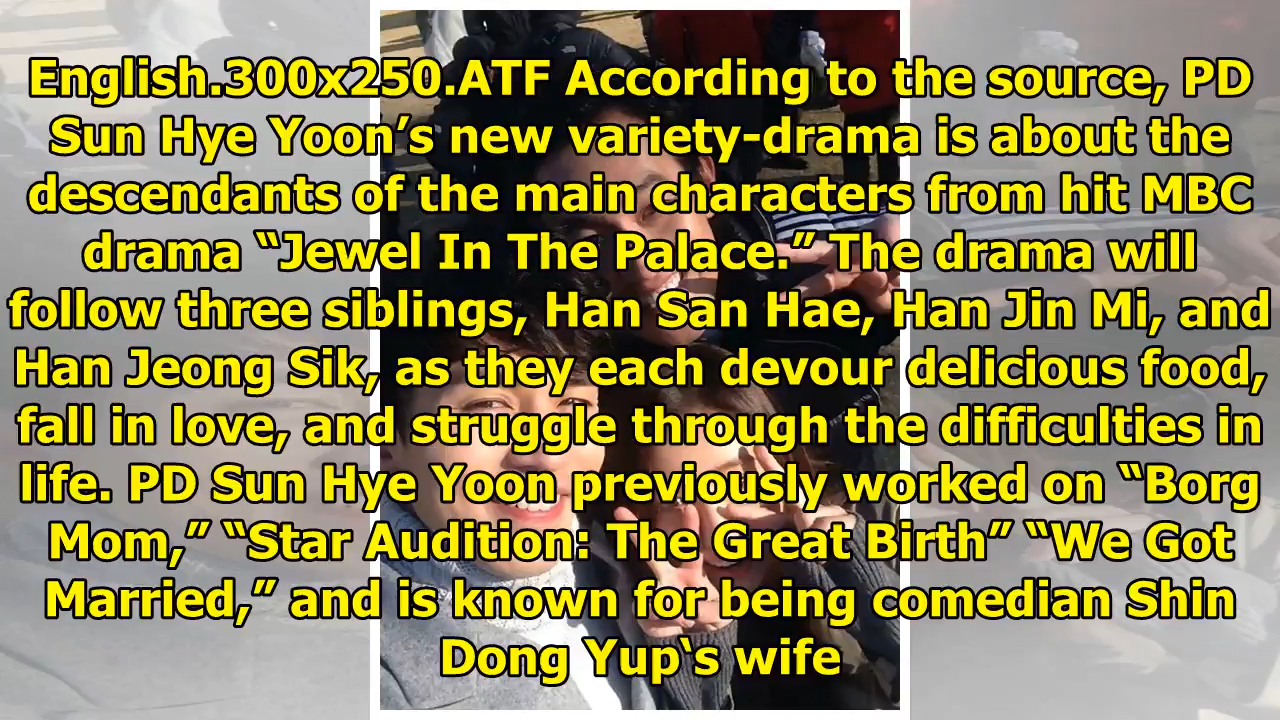 English.300x250.ATF According to the source, PD
Sun Hye Yoon’s new variety-drama is about the
descendants of the main characters from hit MBC
drama “Jewel In The Palace.” The drama will
follow three siblings, Han San Hae, Han Jin Mi, and
Han Jeong Sik, as they each devour delicious food,
fall in love, and struggle through the difficulties in
life. PD Sun Hye Yoon previously worked on “Borg
Mom,” “Star Audition: The Great Birth” “We Got
Married,” and is known for being comedian Shin
Dong Yup‘s wife